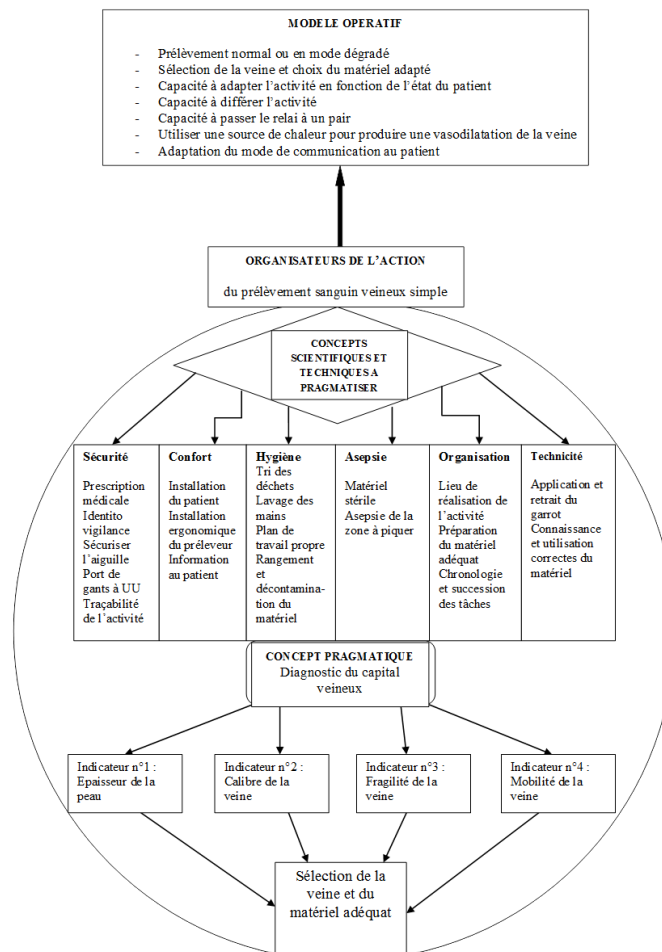 MODELE OPERATIF
- Prélèvement normal ou en mode dégradé
- Sélection de la veine et choix du matériel adapté
- Capacité à adapter l'activité en fonction de l'état du patient
- Capacité à différer l'activité
- Capacité à passer le relai à un pair
- Utiliser une source de chaleur pour produire une vasodilatation de la veine
- Adaptation du mode de communication au patient
ORGANISATEURS DE L'ACTION
du prélèvement sanguin veineux simple
CONCEPTS
SCIENTIFIQUES ET
TECHNIQUES A
PRAGMATISER
Sécurité
Prescription
médicale
Identito
vigilance
Sécuriser
l'aiguille
Port de
gants à UU
Traçabilité
de l'activité
Confort
Installation
du patient
Installation
ergonomique
du préleveur
Information
au patient
Hygiène
Tri des
déchets
Lavage des
mains
Plan de
travail propre
Rangement
et
décontamina-
tion du
matériel
Asepsie
Matériel
stérile
Asepsie de la
zone à piquer
Organisation
Lieu de
réalisation de
l'activité
Préparation
du matériel
adéquat
Chronologie
et succession
des tâches
Technicité
Application et
retrait du
garrot
Connaissance
et utilisation
correctes du
matériel
CONCEPT PRAGMATIQUE
Diagnostic du capital
veineux
Indicateur n°1 :
Epaisseur de la
peau
Indicateur n°2 :
Calibre de la
veine
Indicateur n°3 :
Fragilité de la
veine
Indicateur n°4 :
Mobilité de la
veine
Sélection de la
veine et du
matériel adéquat